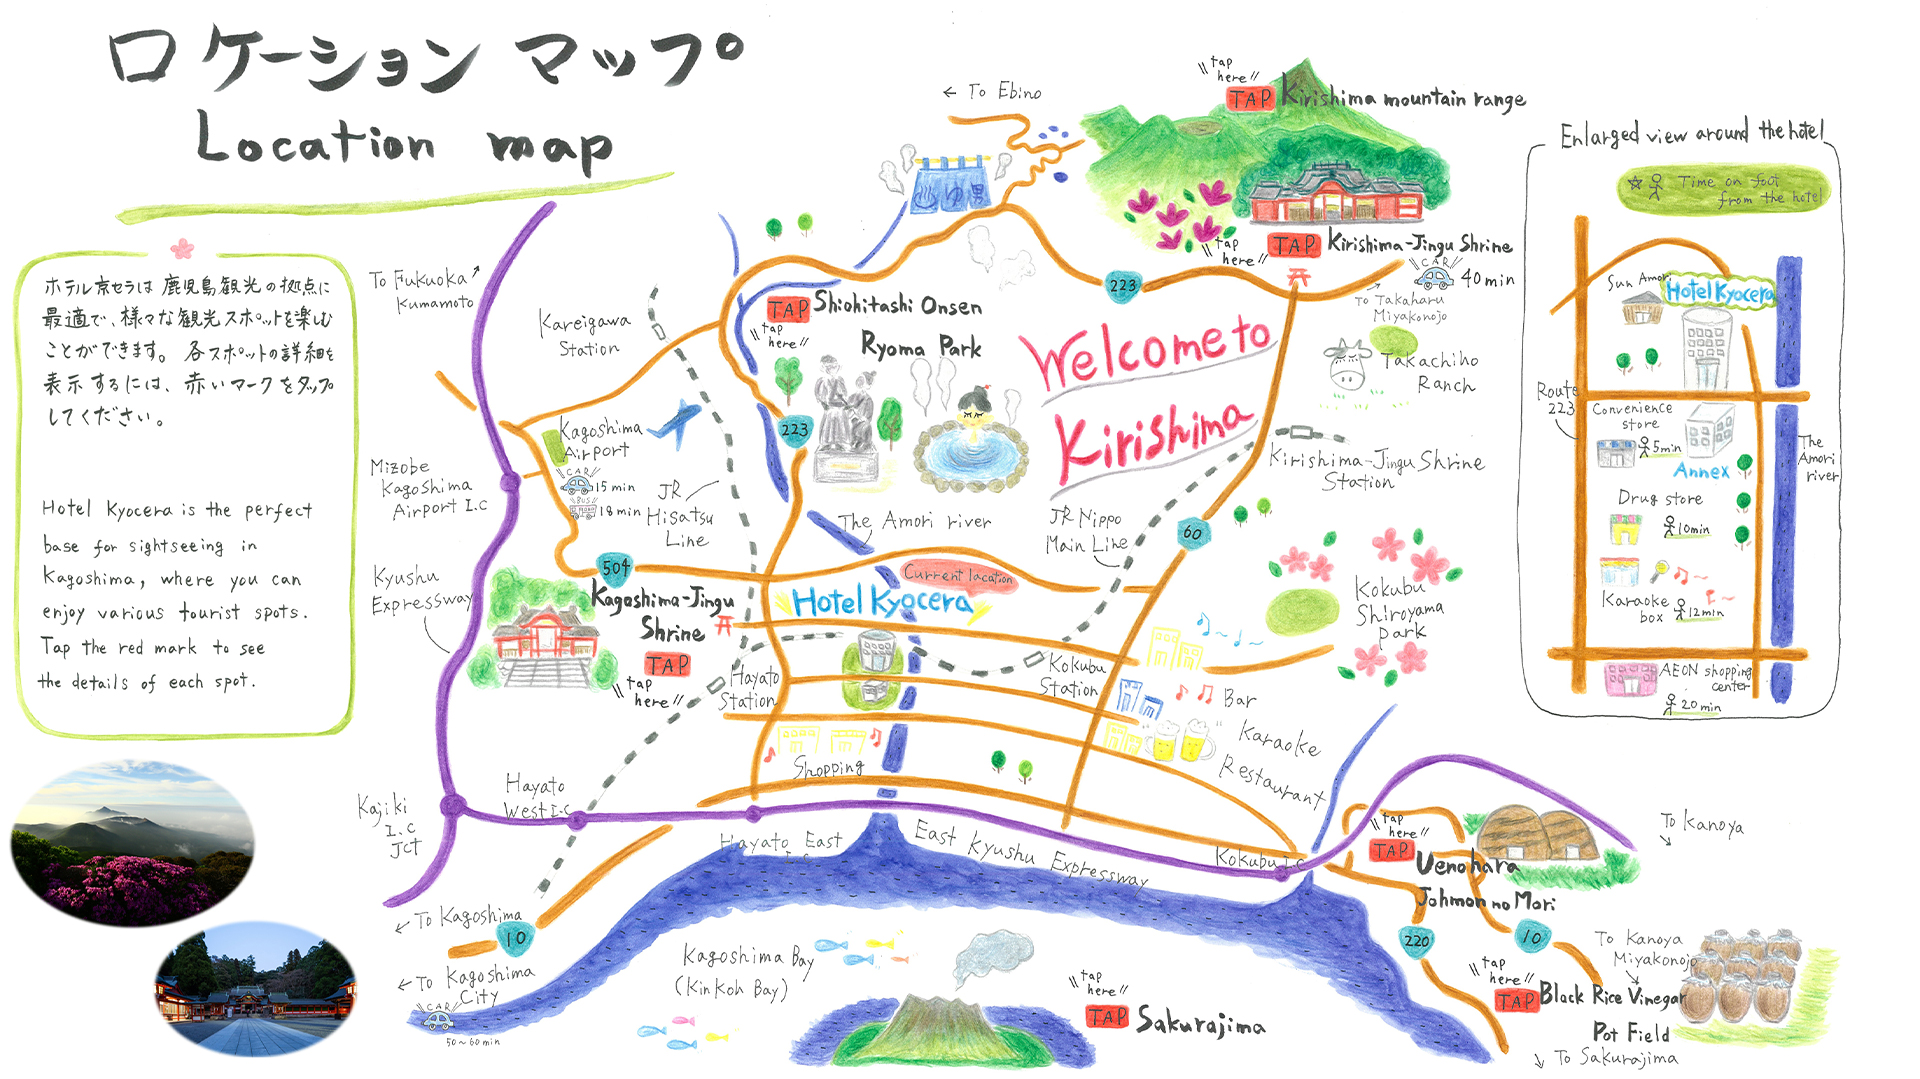 ロケーションマップ
Location map
ホテル京セラは鹿児島観光の拠点に
最適で、様々な観光スポットを楽しむ
ことができます。各スポットの詳細を
表示するには、赤いマークをタップ
してください。
Hotel Kyocera is the perfect
base for sightseeing in
Kagoshima, where you can
enjoy various tourist spots.
Tap the red mark to see
the details of each spot.
← To Ebino
tap
here
TAP
Kirishima mountain range
ゆ
男
tap
here
TAP
Kirishima-Jingu Shrine
CAR
40min
To Takaharu
Miyakonojo
223
To Fukuoka
Kumamoto
Kareigawa
Station
TAP
Shiohitashi Onsen
tap
here
Ryoma Park
Welcome to
Kirishima
Takachiho
Ranch
223
Kagoshima
Airport
CAR
15min
BUS
18min
JR
Hisatsu
Line
Mizobe
Kagoshima
Airport I.C
Kirishima-Jingu Shrine
Station
The Amori river
JR Nippo
Main Line
60
504
Kyushu
Expressway
Kagoshima-Jingu
Shrine
TAP
tap
here
Current location
Hotel Kyocera
Kokubu
Shiroyama
park
Hayato
Station
Kokubu
Station
Bar
Karaoke
Restaurant
Shopping
Hayato
West I.C
Kajiki
I.C
Jct
Hayato East
I.C
East Kyushu Expressway
Kokubu I.C
tap
here
TAP
Uenohara
Johmon no Mori
To Kanoya
← To Kagoshima
10
← To Kagoshima
City
CAR
50~60min
Kagoshima Bay
(Kinkoh Bay)
tap
here
TAP
Sakurajima
220
10
To Kanoya
Miyakonojo
tap
here
TAP
Black Rice Vinegar
Pot Field
To Sakurajima
Enlarged view around the hotel
☆ Time on foot
from the hotel
Sun Amori
Hotel Kyocera
Route
223
Convenience
store
5min
Annex
The
Amori
river
Drug store
10min
Karaoke
box
12min
AEON shopping
center
20min